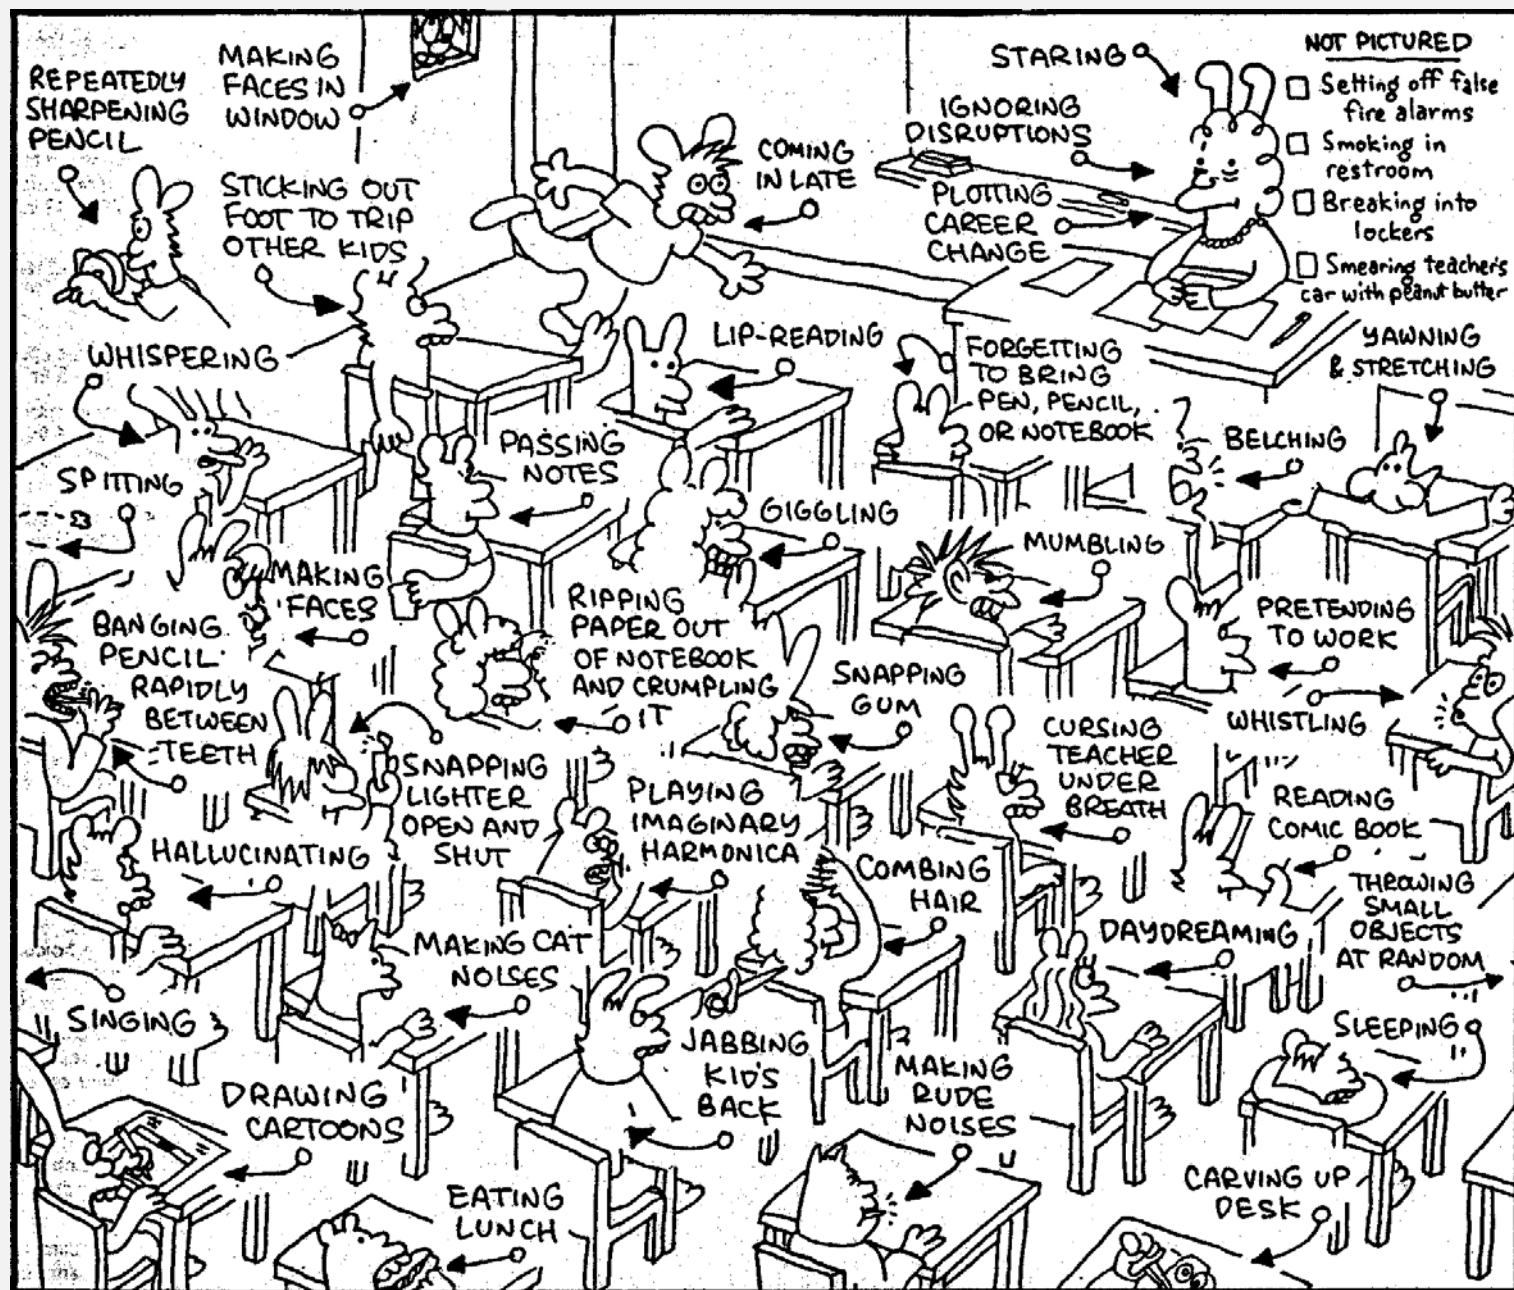 REPEATEDLY
SHARPENING
PENCIL
MAKING
FACES IN
WINDOW
STICKING OUT
FOOT TO TRIP
OTHER KIDS
COMING
IN LATE
STARING
IGNORING
DISRUPTIONS
PLOTTING
CAREER
CHANGE
NOT PICTURED
Setting off false
fire alarms
Smoking in
restroom
Breaking into
lockers
Smearing teacher's
car with peanut butter
WHISPERING
LIP-READING
FORGETTING
TO BRING
PEN, PENCIL,
OR NOTEBOOK
YAWNING
& STRETCHING
SPITTING
PASSING
NOTES
BELCHING
GIGGLING
MUMBLING
MAKING
FACES
BANGING
PENCIL
RAPIDLY
BETWEEN
TEETH
RIPPING
PAPER OUT
OF NOTEBOOK
AND CRUMPLING
IT
SNAPPING
GUM
PRETENDING
TO WORK
WHISTLING
SNAPPING
LIGHTER
OPEN AND
SHUT
CURSING
TEACHER
UNDER
BREATH
HALLUCINATING
PLAYING
IMAGINARY
HARMONICA
READING
COMIC BOOK
COMBING
HAIR
THROWING
SMALL
OBJECTS
AT RANDOM
MAKING CAT
NOISES
DAYDREAMING
SINGING
JABBING
KID'S
BACK
SLEEPING
DRAWING
CARTOONS
MAKING
RUDE
NOISES
EATING
LUNCH
CARVING UP
DESK